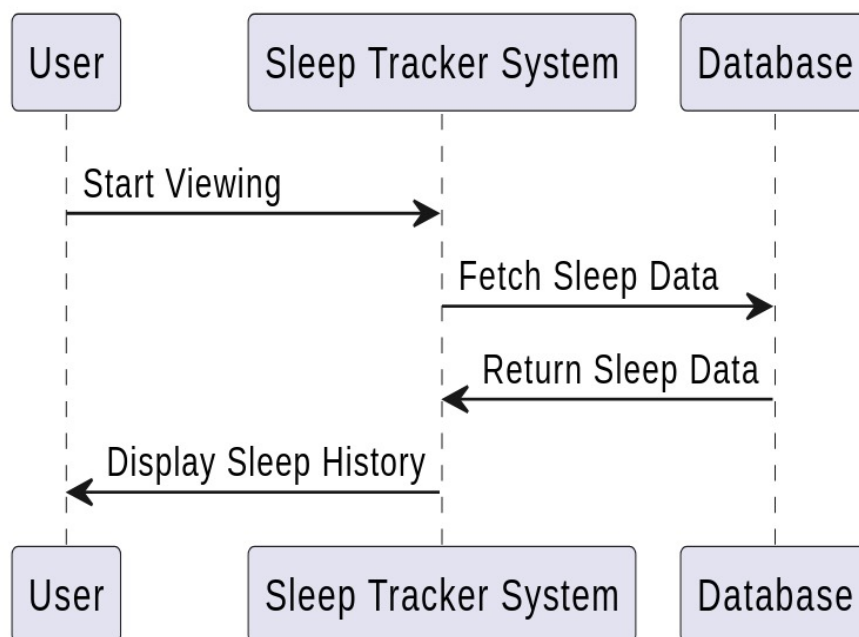 User
Sleep Tracker System
Database
Start Viewing
Fetch Sleep Data
Return Sleep Data
Display Sleep History
User
Sleep Tracker System
Database